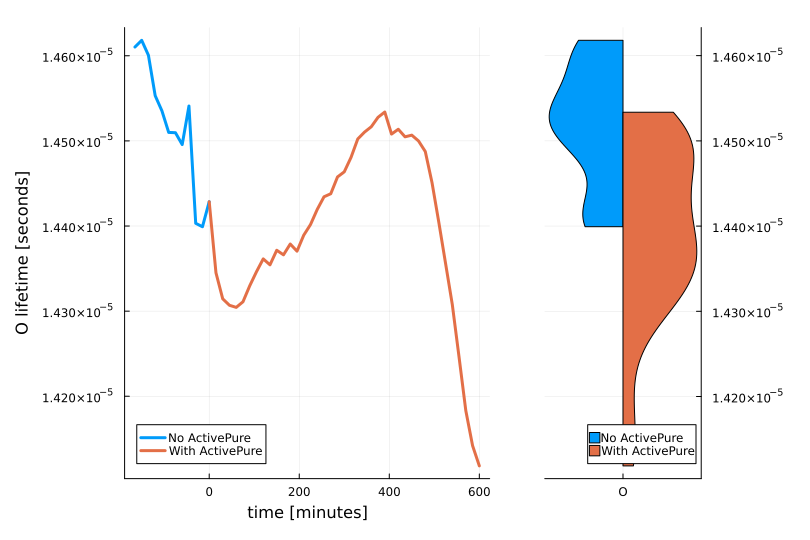 O lifetime [seconds]
1.460×10⁻⁵
1.450×10⁻⁵
1.440×10⁻⁵
1.430×10⁻⁵
1.420×10⁻⁵
No ActivePure
With ActivePure
0 200 400 600
time [minutes]
1.460×10⁻⁵
1.450×10⁻⁵
1.440×10⁻⁵
1.430×10⁻⁵
1.420×10⁻⁵
No ActivePure
With ActivePure
O